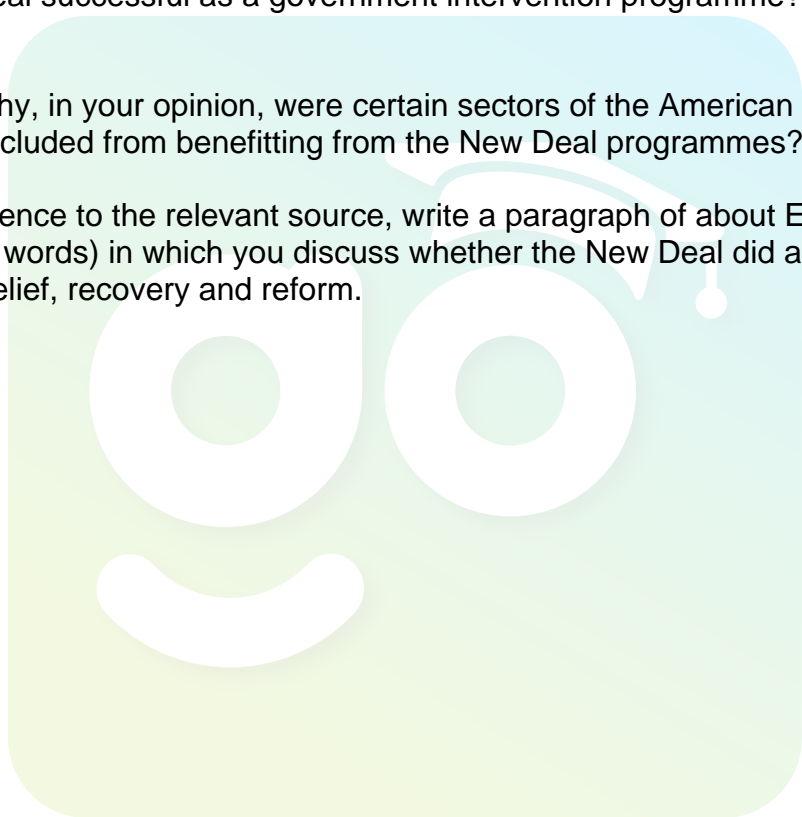 eal successful as a government intervention programme?
hy, in your opinion, were certain sectors of the American
cluded from benefitting from the New Deal programmes?
ence to the relevant source, write a paragraph of about E
words) in which you discuss whether the New Deal did a
elief, recovery and reform.
go